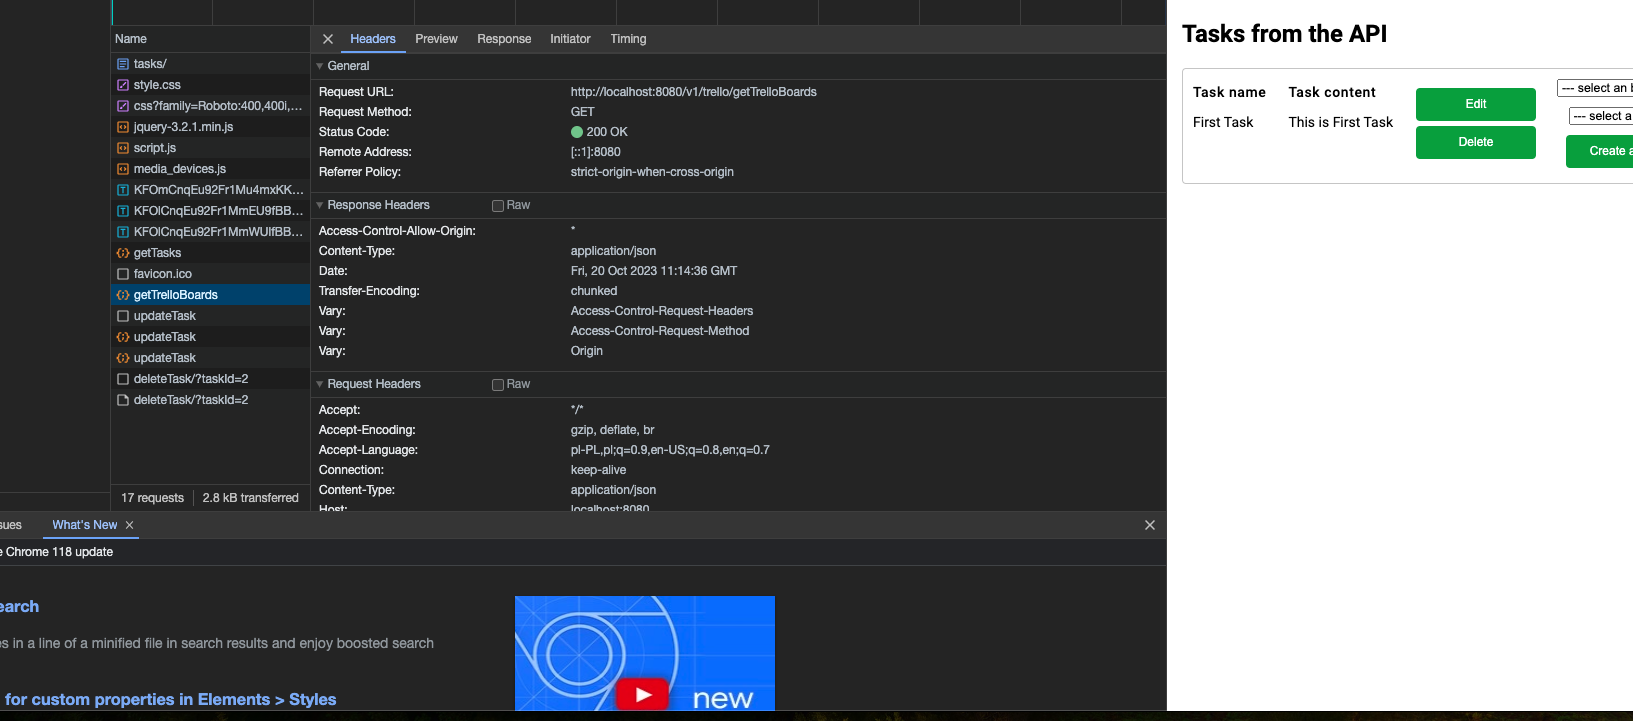 Name
tasks/
style.css
css?family=Roboto:400,400i,...
jquery-3.2.1.min.js
script.js
media_devices.js
KFOmCnqEu92Fr1Mu4mxKK...
KFOlCnqEu92Fr1MmEU9fBB...
KFOlCnqEu92Fr1MmWUlfBB...
getTasks
favicon.ico
getTrelloBoards
updateTask
updateTask
updateTask
deleteTask/?taskId=2
deleteTask/?taskId=2
17 requests 2.8 kB transferred
Headers Preview Response Initiator Timing
General
Request URL: http://localhost:8080/v1/trello/getTrelloBoards
Request Method: GET
Status Code: 200 OK
Remote Address: [::1]:8080
Referrer Policy: strict-origin-when-cross-origin
Response Headers Raw
Access-Control-Allow-Origin: *
Content-Type: application/json
Date: Fri, 20 Oct 2023 11:14:36 GMT
Transfer-Encoding: chunked
Vary: Access-Control-Request-Headers
Vary: Access-Control-Request-Method
Vary: Origin
Request Headers Raw
Accept: */*
Accept-Encoding: gzip, deflate, br
Accept-Language: pl-PL,pl;q=0.9,en-US;q=0.8,en;q=0.7
Connection: keep-alive
Content-Type: application/json
Host: localhost:8080
sues What's New
e Chrome 118 update
earch
es in a line of a minified file in search results and enjoy boosted search
for custom properties in Elements > Styles
new
Tasks from the API
Task name Task content
First Task This is First Task
Edit
Delete
--- select an b
--- select a
Create a